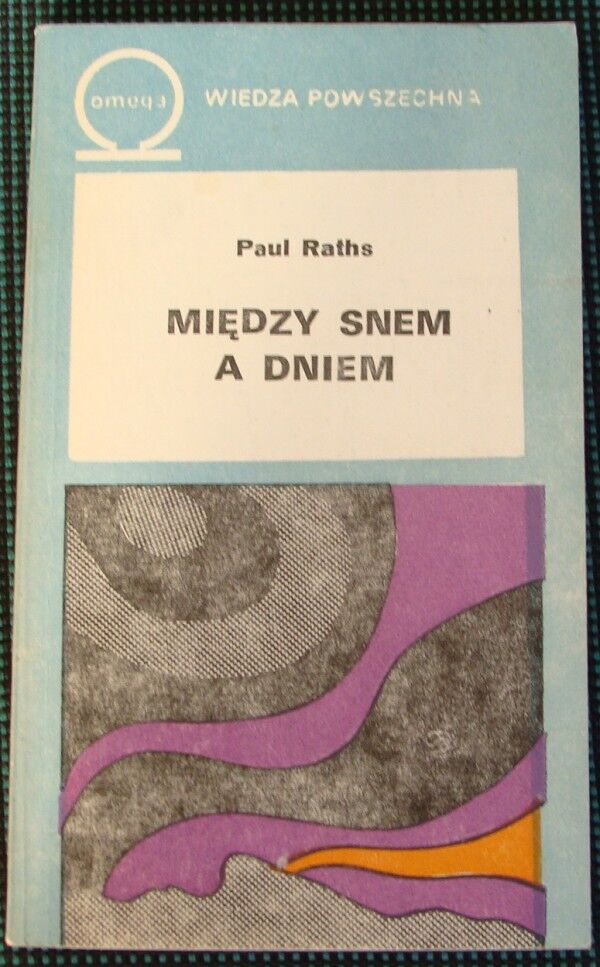 omega
WIEDZA POWSZECHNA
Paul Raths
MIĘDZY SNEM
A DNIEM